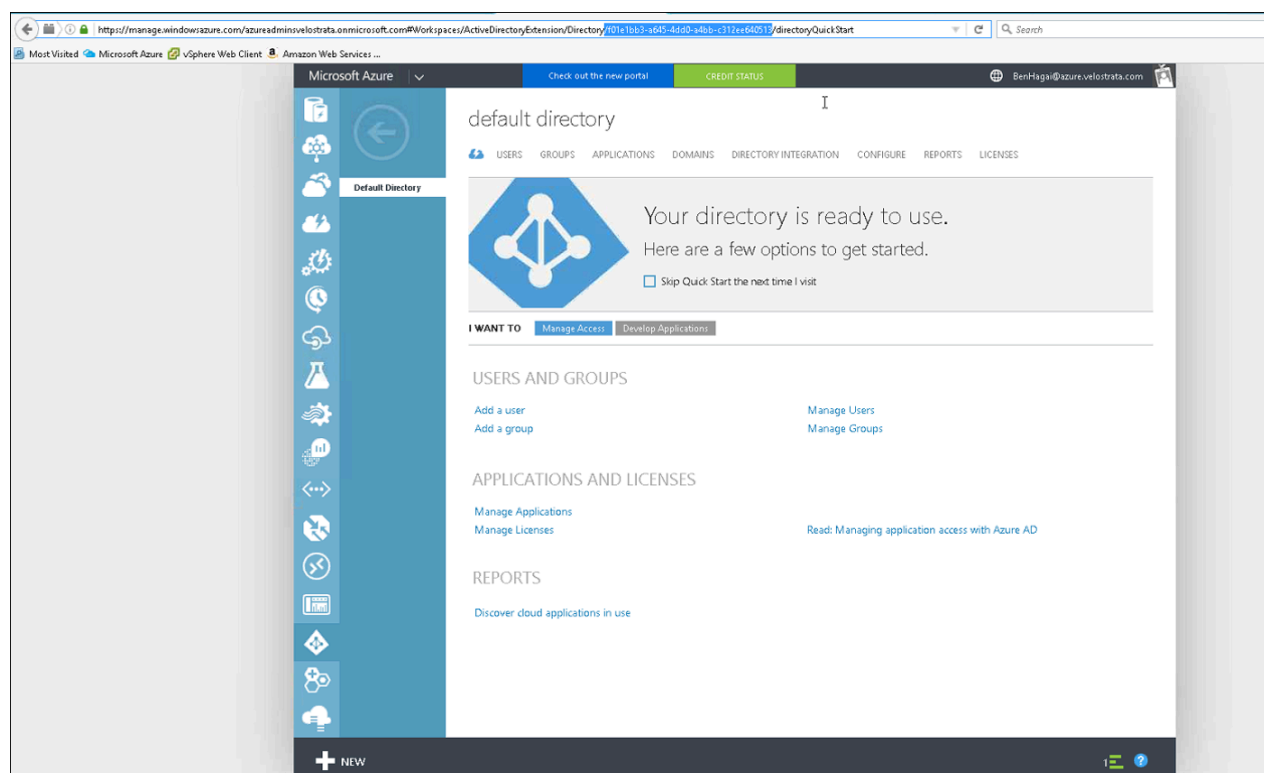 https://manage.windowsazure.com/azureadminsvelostrata.onmicrosoft.com#Workspaces/ActiveDirectoryExtension/Directory/f01e1bb3-a645-4dd0-a4bb-c312ee640513/directoryQuickStart
Search
Most Visited Microsoft Azure vSphere Web Client Amazon Web Services ...
Microsoft Azure Check out the new portal CREDIT STATUS BenHagai@azure.velostrata.com
default directory
USERS GROUPS APPLICATIONS DOMAINS DIRECTORY INTEGRATION CONFIGURE REPORTS LICENSES
Default Directory
Your directory is ready to use.
Here are a few options to get started.
Skip Quick Start the next time I visit
I WANT TO Manage Access Develop Applications
USERS AND GROUPS
Add a user Manage Users
Add a group Manage Groups
APPLICATIONS AND LICENSES
Manage Applications
Manage Licenses Read: Managing application access with Azure AD
REPORTS
Discover cloud applications in use
NEW 1 ?